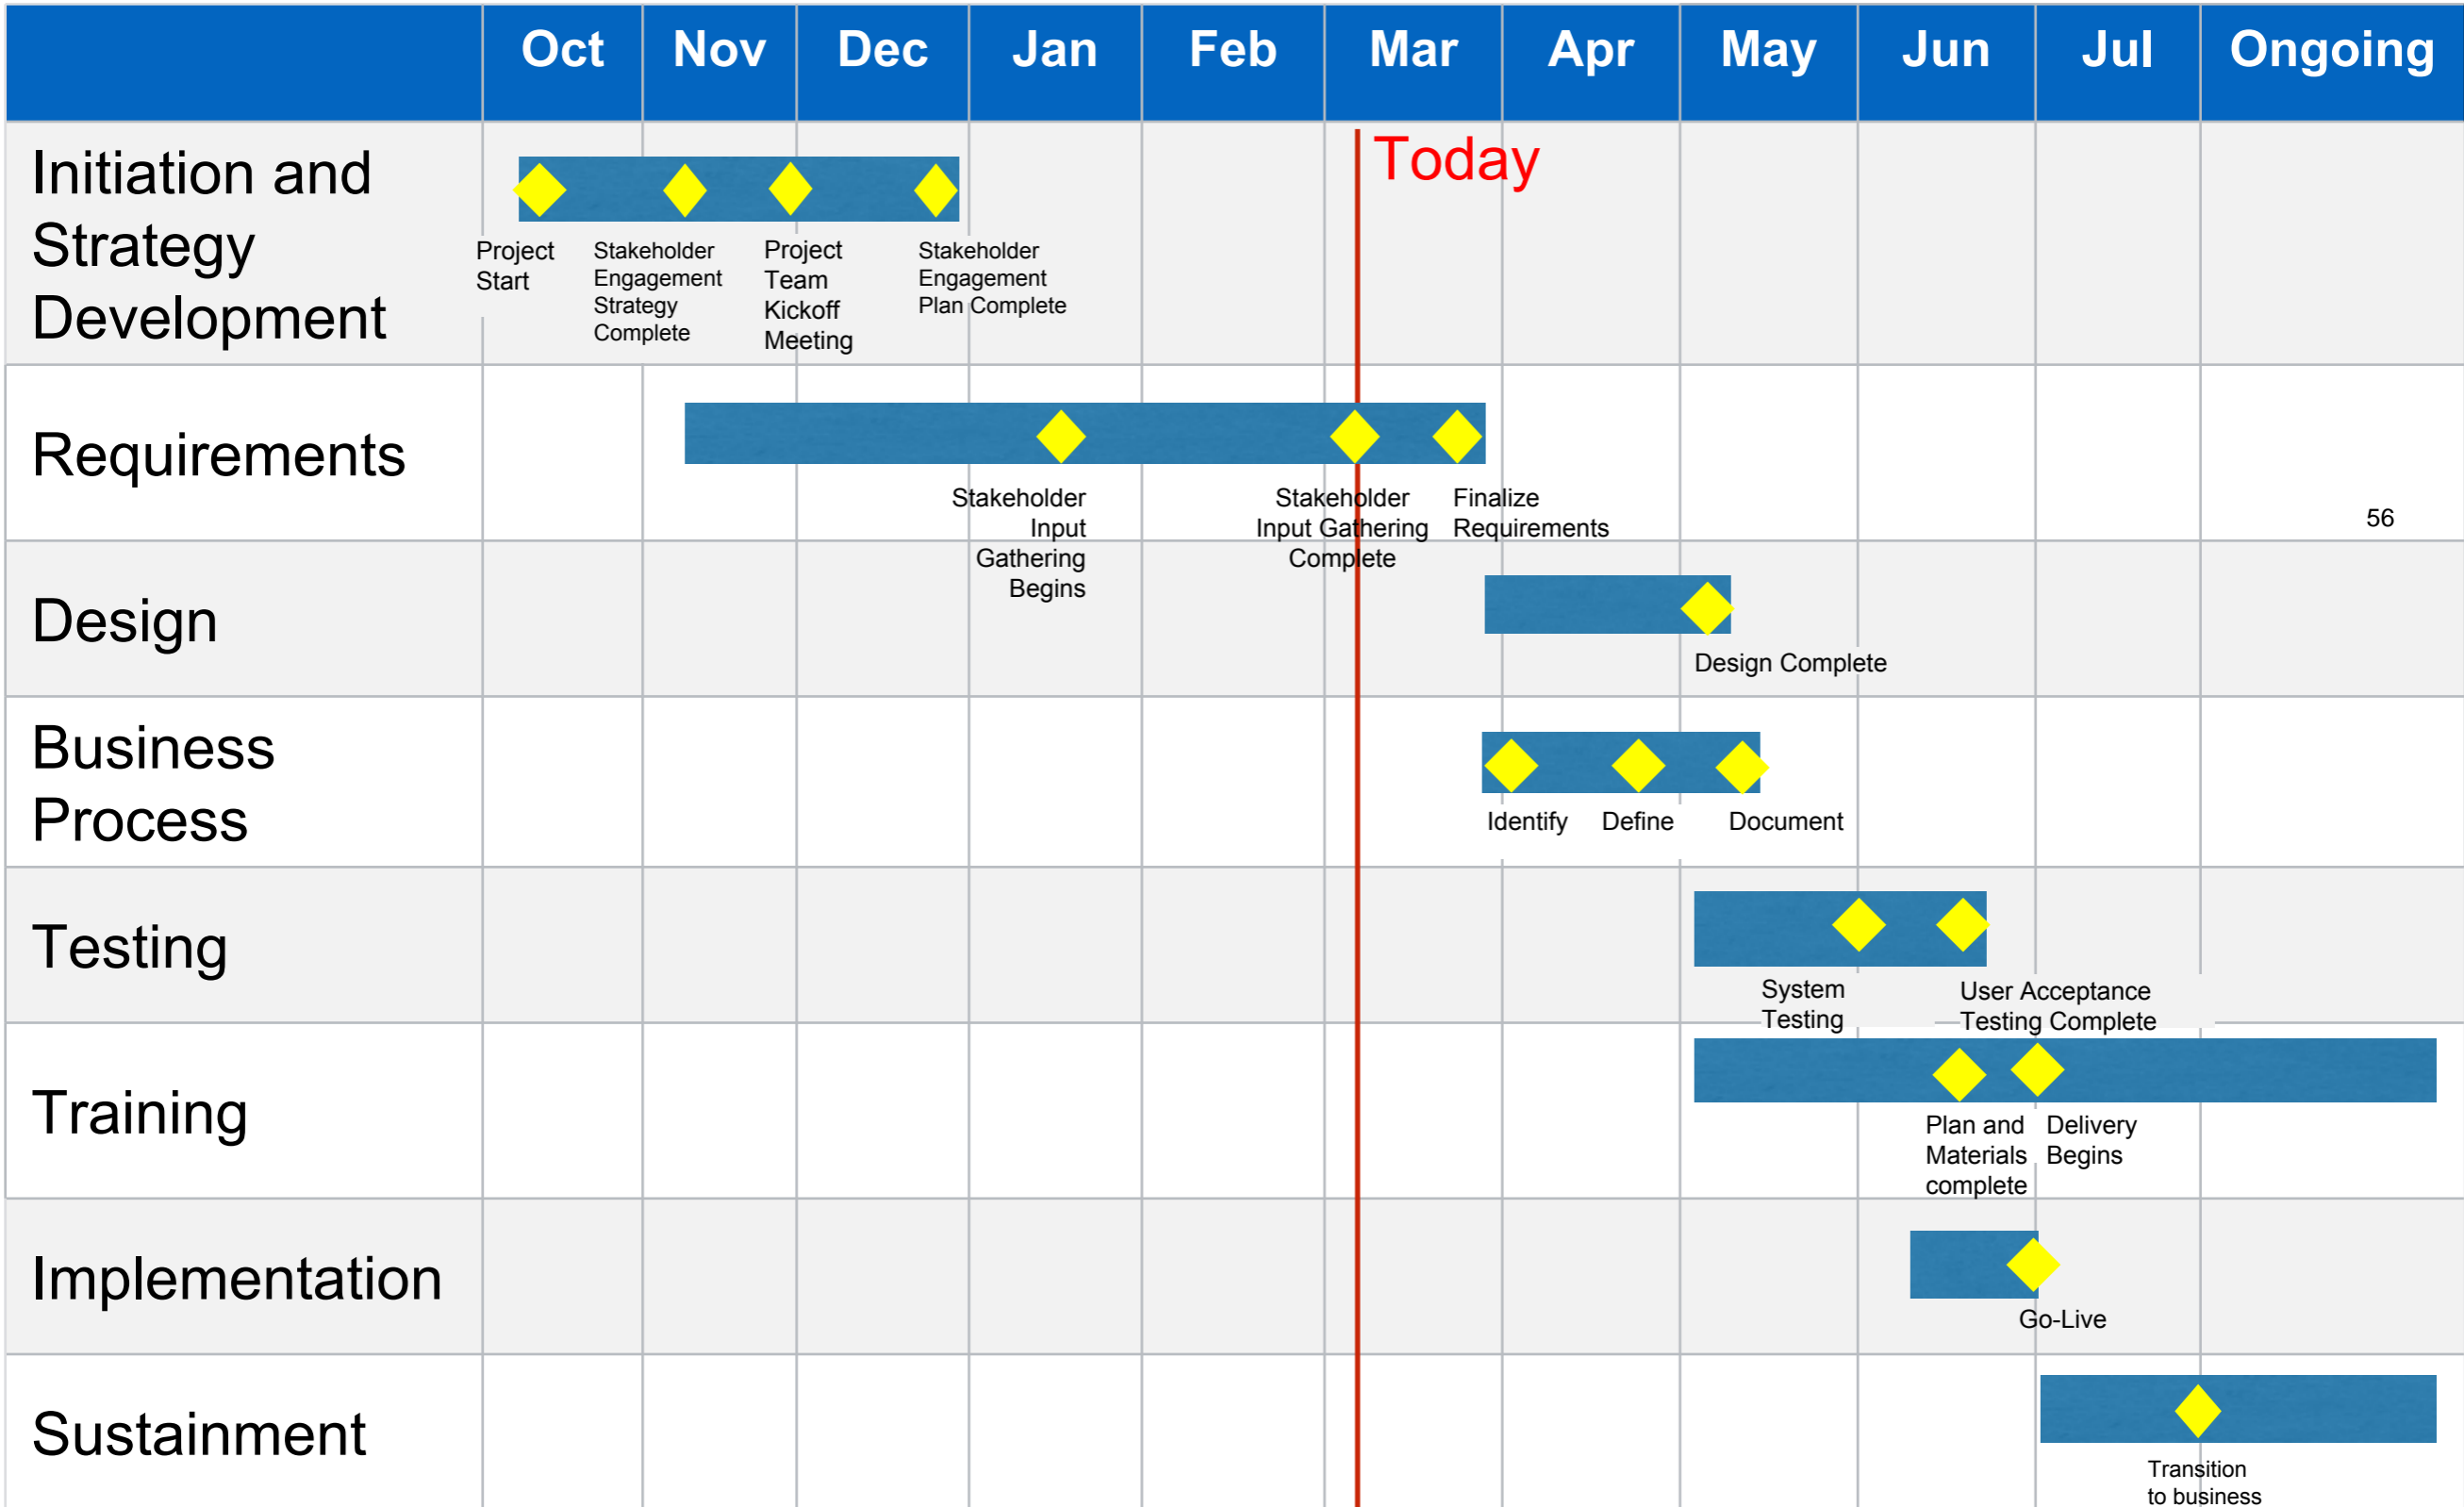 Oct Nov Dec Jan Feb Mar Apr May Jun Jul Ongoing
Today
Initiation and
Strategy
Development
Project
Start
Stakeholder
Engagement
Strategy
Complete
Project
Team
Kickoff
Meeting
Stakeholder
Engagement
Plan Complete
Requirements
Stakeholder
Input
Gathering
Begins
Stakeholder
Input Gathering
Complete
Finalize
Requirements
56
Design
Design Complete
Business
Process
Identify
Define
Document
Testing
System
Testing
User Acceptance
Testing Complete
Training
Plan and
Materials
complete
Delivery
Begins
Implementation
Go-Live
Sustainment
Transition
to business